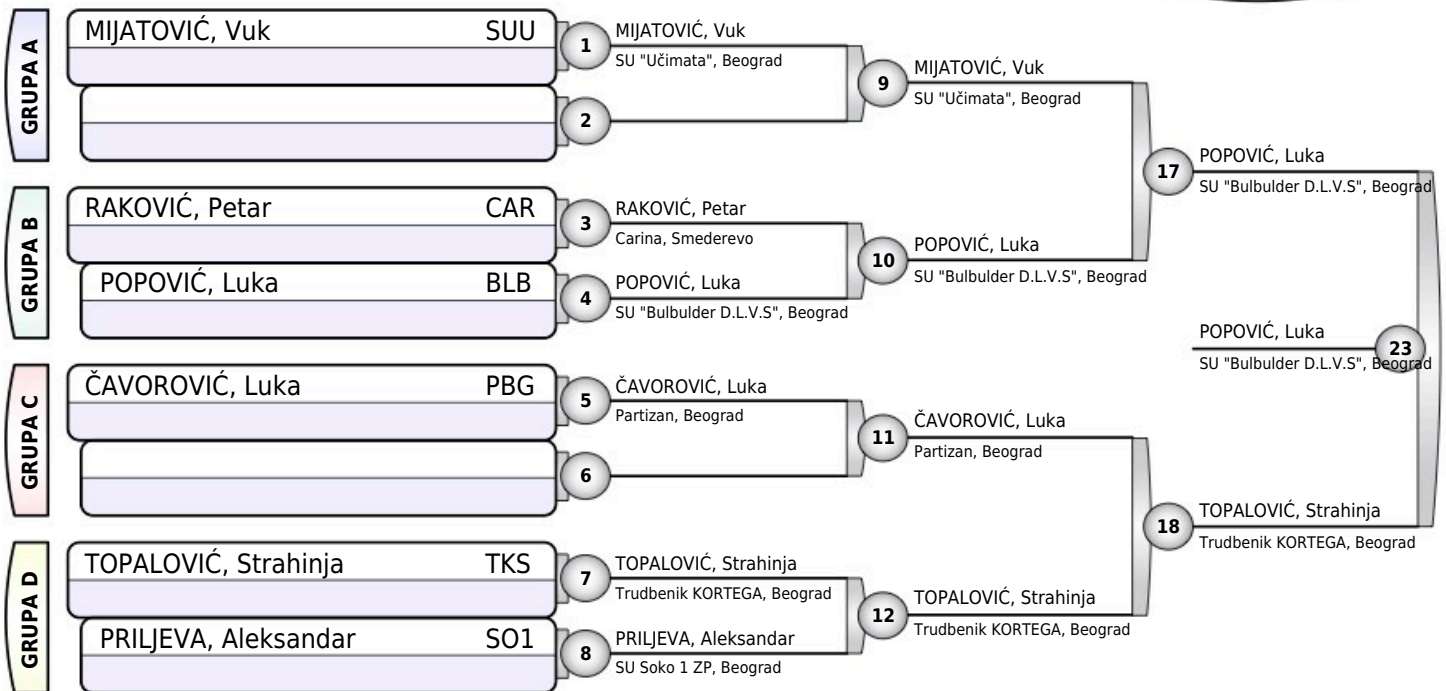 GRUPA A
MIJATOVIĆ, Vuk SUU
1
MIJATOVIĆ, Vuk
SU "Učimata", Beograd
2
9
MIJATOVIĆ, Vuk
SU "Učimata", Beograd
GRUPA B
RAKOVIĆ, Petar CAR
POPOVIĆ, Luka BLB
3
RAKOVIĆ, Petar
Carina, Smederevo
4
POPOVIĆ, Luka
SU "Bulbulder D.L.V.S", Beograd
10
POPOVIĆ, Luka
SU "Bulbulder D.L.V.S", Beograd
17
POPOVIĆ, Luka
SU "Bulbulder D.L.V.S", Beograd
GRUPA C
ČAVOROVIĆ, Luka PBG
5
ČAVOROVIĆ, Luka
Partizan, Beograd
6
11
ČAVOROVIĆ, Luka
Partizan, Beograd
GRUPA D
TOPALOVIĆ, Strahinja TKS
PRILJEVA, Aleksandar SO1
7
TOPALOVIĆ, Strahinja
Trudbenik KORTEGA, Beograd
8
PRILJEVA, Aleksandar
SU Soko 1 ZP, Beograd
12
TOPALOVIĆ, Strahinja
Trudbenik KORTEGA, Beograd
18
TOPALOVIĆ, Strahinja
Trudbenik KORTEGA, Beograd
POPOVIĆ, Luka
23
SU "Bulbulder D.L.V.S", Beograd